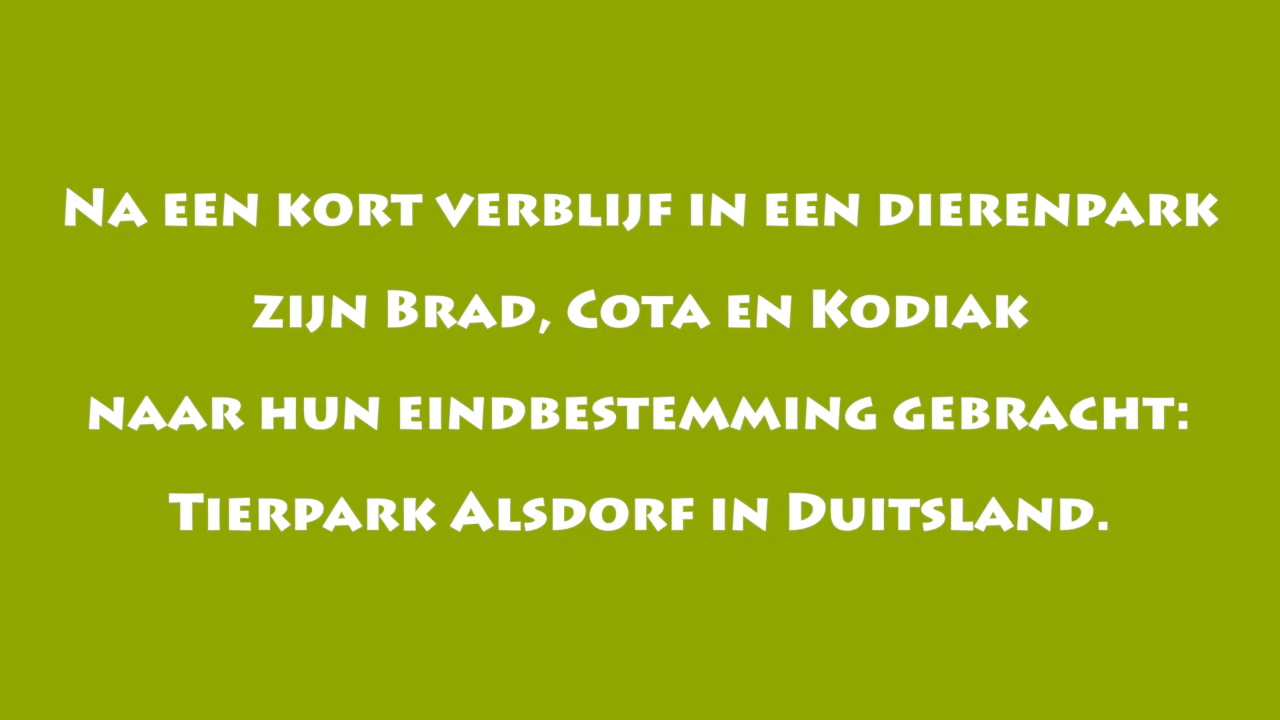 Na een kort verblijf in een dierenpark
zijn Brad, Cota en Kodiak
naar hun eindbestemming gebracht:
Tierpark Alsdorf in Duitsland.